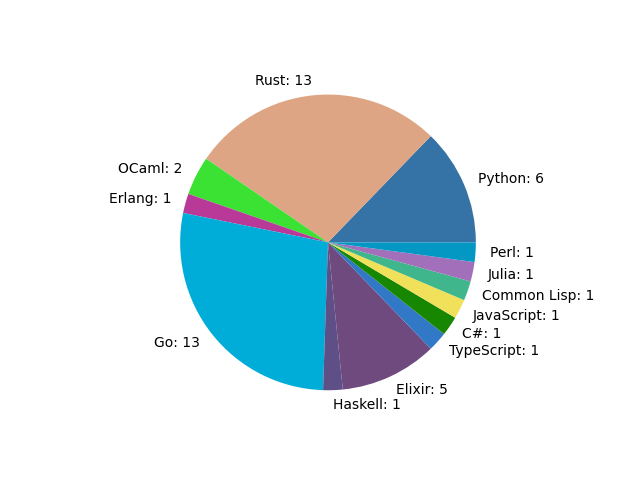 Rust: 13
OCaml: 2
Python: 6
Erlang: 1
Perl: 1
Julia: 1
Common Lisp: 1
JavaScript: 1
C#: 1
Go: 13
TypeScript: 1
Elixir: 5
Haskell: 1